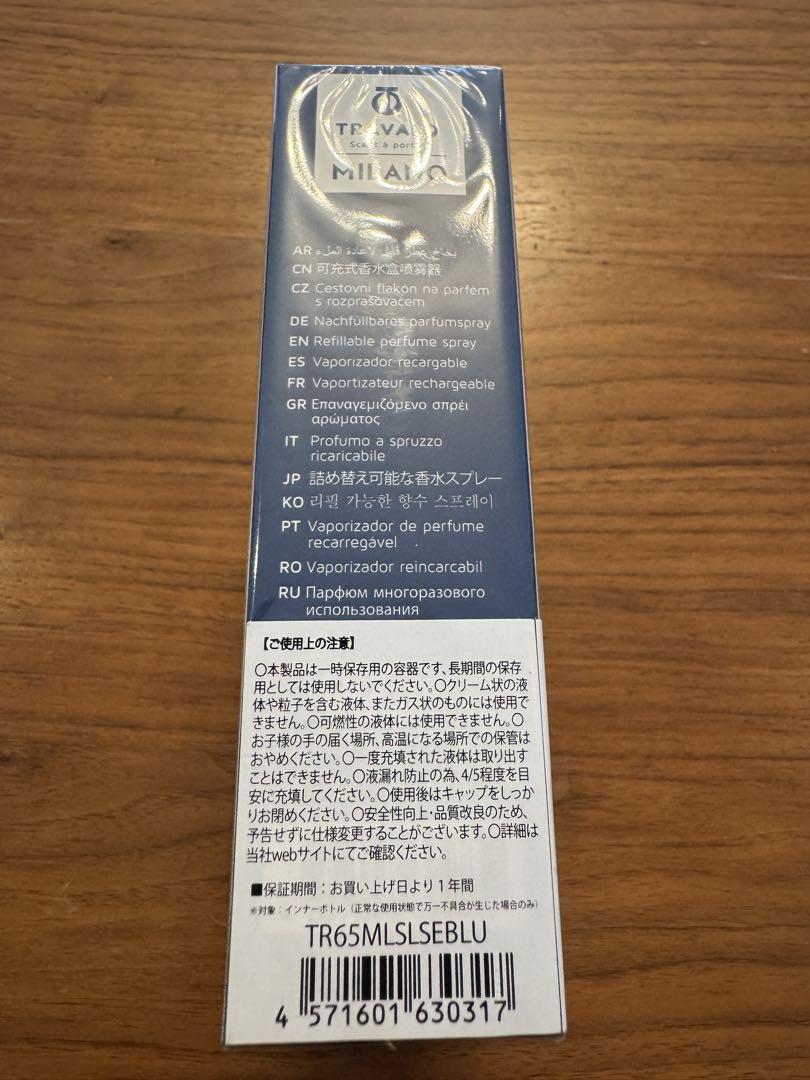 TRAVALO
Scent à porter
MILANO
AR بخاخ عطر قابل لاعادة الملء
CN 可充式香水盒喷雾器
CZ Cestovní flakón na parfém
s rozprašovačem
DE Nachfüllbares parfümspray
EN Refillable perfume spray
ES Vaporizador recargable
FR Vaportizateur rechargeable
GR Επαναγεμιζόμενο σπρέι
αρώματος
IT Profumo a spruzzo
ricaricabile
JP 詰め替え可能な香水スプレー
KO 리필 가능한 향수 스프레이
PT Vaporizador de perfume
recarregável
RO Vaporizador reincarcabil
RU Парфюм многоразового
использования
【ご使用上の注意】
〇本製品は一時保存用の容器です、長期間の保存
用としては使用しないでください。〇クリーム状の液
体や粒子を含む液体、またガス状のものには使用で
きません。〇可燃性の液体には使用できません。〇
お子様の手の届く場所、高温になる場所での保管は
おやめください。〇一度充填された液体は取り出す
ことはできません。〇液漏れ防止の為、4/5程度を目
安に充填してください。〇使用後はキャップをしっか
りお閉めください。〇安全性向上・品質改良のため、
予告せずに仕様変更することがございます。〇詳細は
当社webサイトにてご確認ください。
■保証期間：お買い上げ日より1年間
※対象：インナーボトル（正常な使用状態で万一不具合が生じた場合のみ）
TR65MLSLSEBLU
4 571601 630317